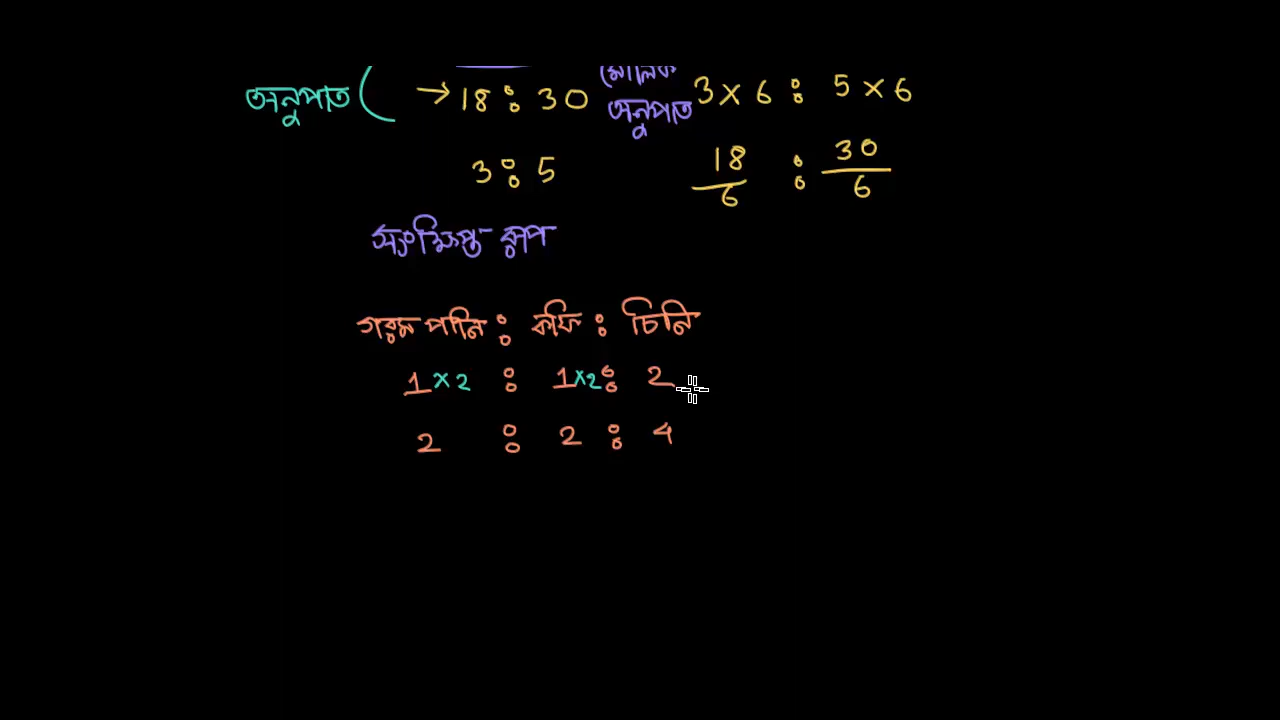 অনুপাত ( → 18 : 30 মৌলিক অনুপাত 3 × 6 : 5 × 6
3 : 5 18/6 : 30/6
সংক্ষিপ্ত রূপ
গরম পানি : কফি : চিনি
1 × 2 : 1 × 2 : 2
2 : 2 : 4